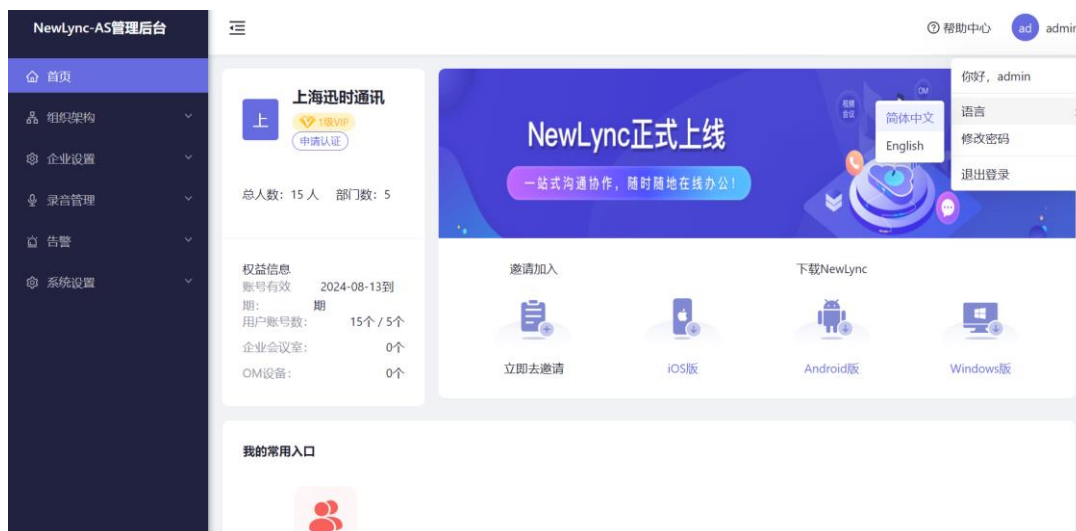 NewLync-AS管理后台
帮助中心
ad
admin
首页
组织架构
企业设置
录音管理
告警
系统设置
上
上海迅时通讯
1级VIP
申请认证
总人数: 15 人 部门数: 5
权益信息
账号有效期: 2024-08-13到期
用户账号数: 15个 / 5个
企业会议室: 0个
OM设备: 0个
NewLync正式上线
一站式沟通协作，随时随地在线办公！
视频会议
OM
简体中文
English
你好，admin
语言
修改密码
退出登录
邀请加入
下载NewLync
立即去邀请
iOS版
Android版
Windows版
我的常用入口